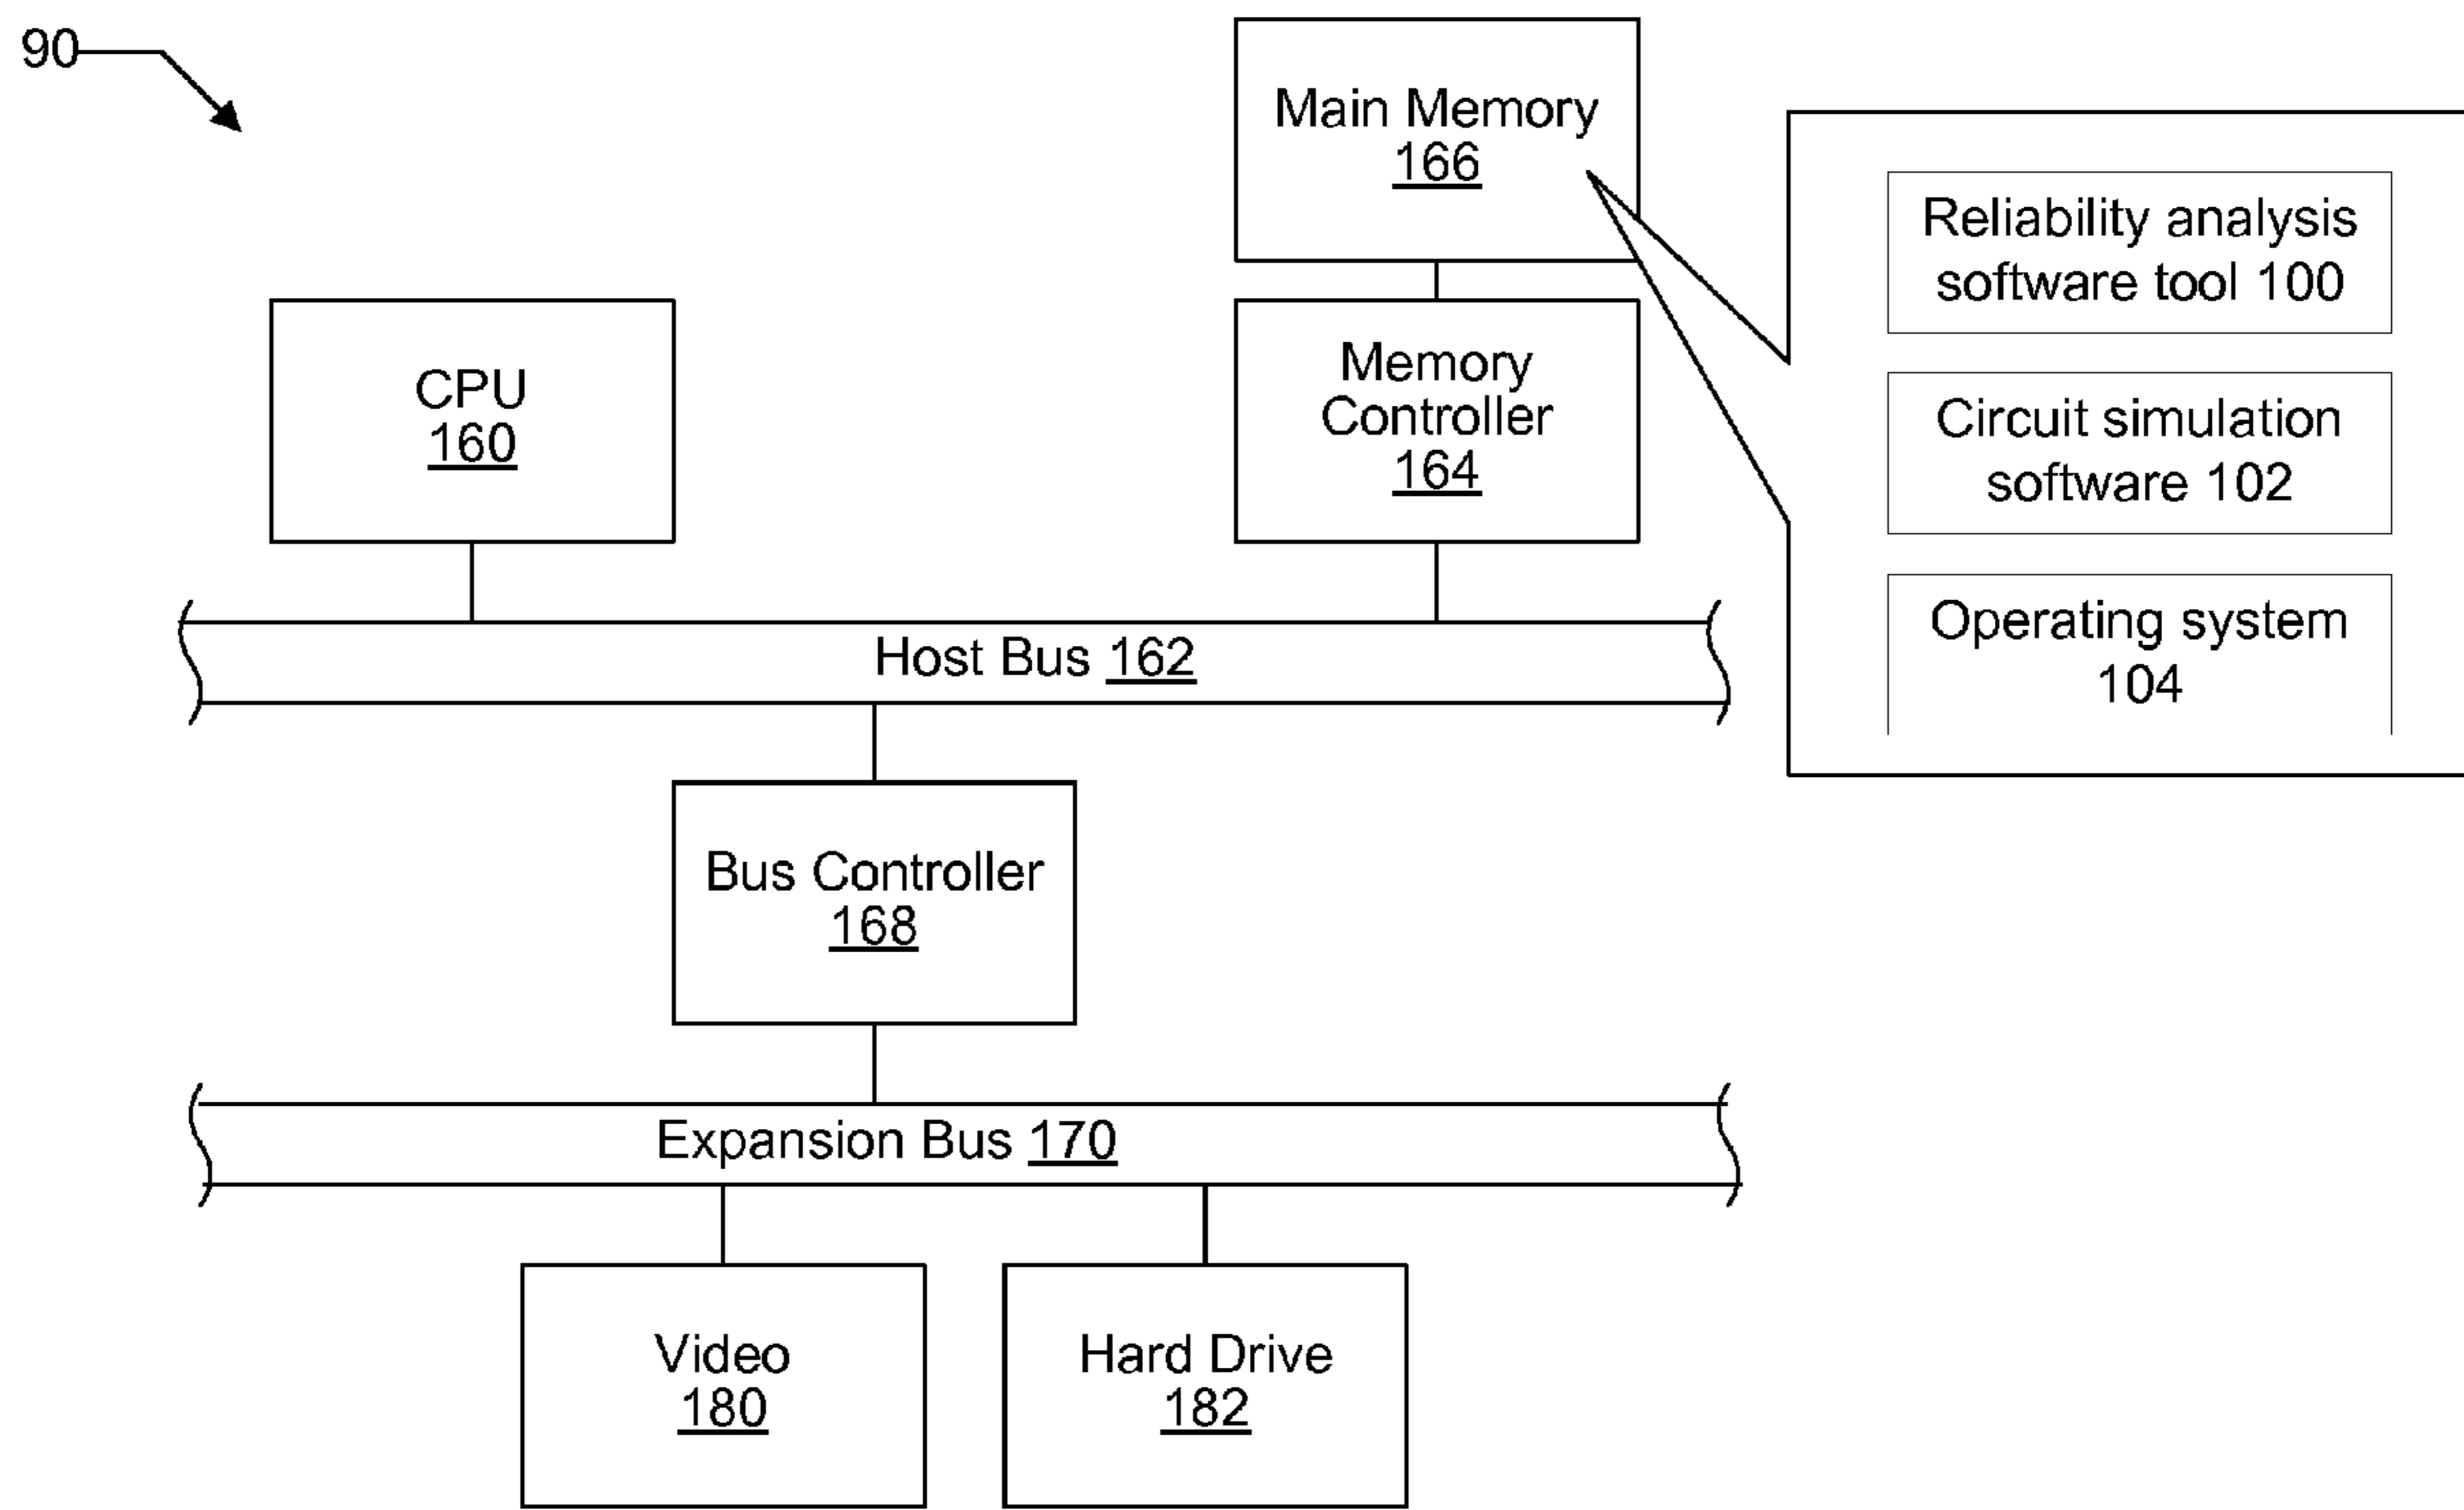 90
Main Memory
166
Reliability analysis
software tool 100
CPU
160
Memory
Controller
164
Circuit simulation
software 102
Operating system
104
Host Bus 162
Bus Controller
168
Expansion Bus 170
Video
180
Hard Drive
182